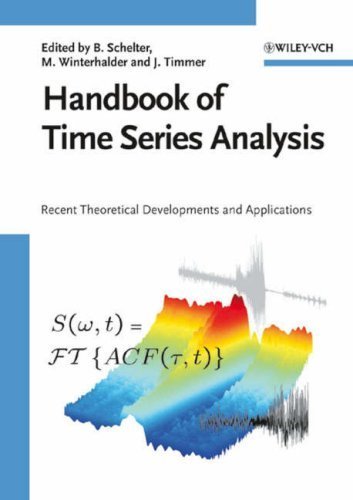 Edited by B. Schelter,
M. Winterhalder and J. Timmer
WILEY-VCH
Handbook of
Time Series Analysis
Recent Theoretical Developments and Applications
S(ω, t) =
ℱ𝒯 {ACF(τ, t)}